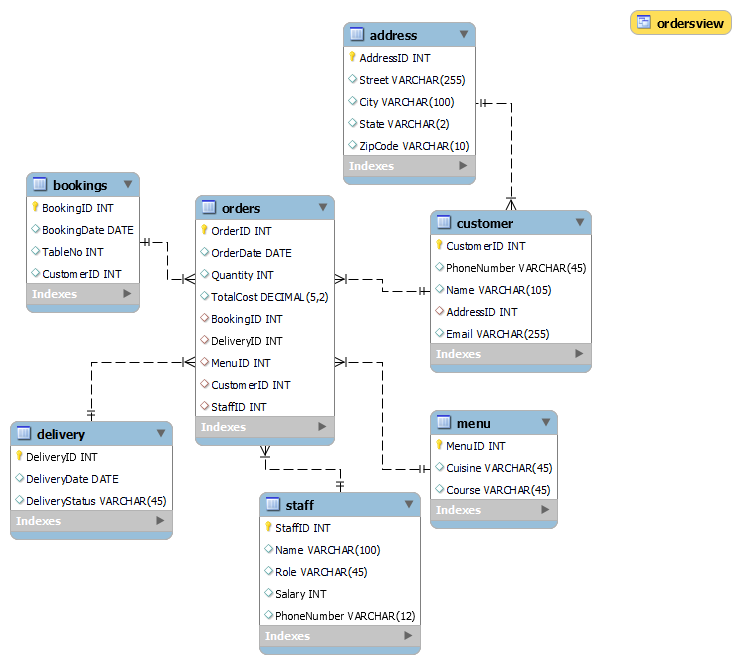 ordersview
address
AddressID INT
Street VARCHAR(255)
City VARCHAR(100)
State VARCHAR(2)
ZipCode VARCHAR(10)
Indexes
bookings
BookingID INT
BookingDate DATE
TableNo INT
CustomerID INT
Indexes
orders
OrderID INT
OrderDate DATE
Quantity INT
TotalCost DECIMAL(5,2)
BookingID INT
DeliveryID INT
MenuID INT
CustomerID INT
StaffID INT
Indexes
customer
CustomerID INT
PhoneNumber VARCHAR(45)
Name VARCHAR(105)
AddressID INT
Email VARCHAR(255)
Indexes
delivery
DeliveryID INT
DeliveryDate DATE
DeliveryStatus VARCHAR(45)
Indexes
menu
MenuID INT
Cuisine VARCHAR(45)
Course VARCHAR(45)
Indexes
staff
StaffID INT
Name VARCHAR(100)
Role VARCHAR(45)
Salary INT
PhoneNumber VARCHAR(12)
Indexes